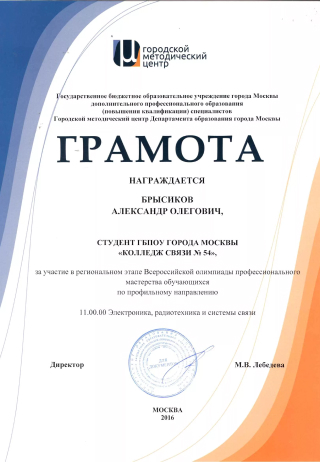 ГОРОДСКОЙ
МЕТОДИЧЕСКИЙ
ЦЕНТР
Государственное бюджетное образовательное учреждение города Москвы
дополнительного профессионального образования
(повышения квалификации) специалистов
Городской методический центр Департамента образования города Москвы
ГРАМОТА
НАГРАЖДАЕТСЯ
БРЫСИКОВ
АЛЕКСАНДР ОЛЕГОВИЧ,
СТУДЕНТ ГБПОУ ГОРОДА МОСКВЫ
«КОЛЛЕДЖ СВЯЗИ № 54»,
за участие в региональном этапе Всероссийской олимпиады профессионального
мастерства обучающихся
по профильному направлению
11.00.00 Электроника, радиотехника и системы связи
Директор
М.В. Лебедева
МОСКВА
2016